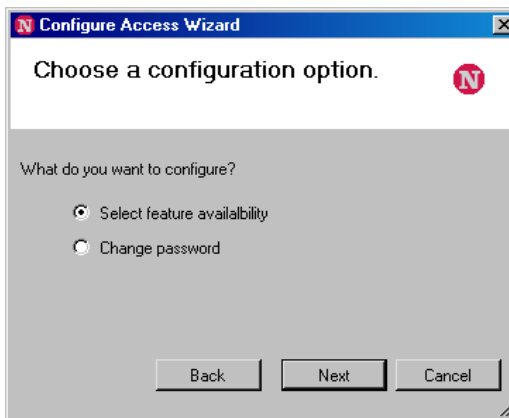 N Configure Access Wizard
Choose a configuration option.
N
What do you want to configure?
Select feature availalbility
Change password
Back Next Cancel